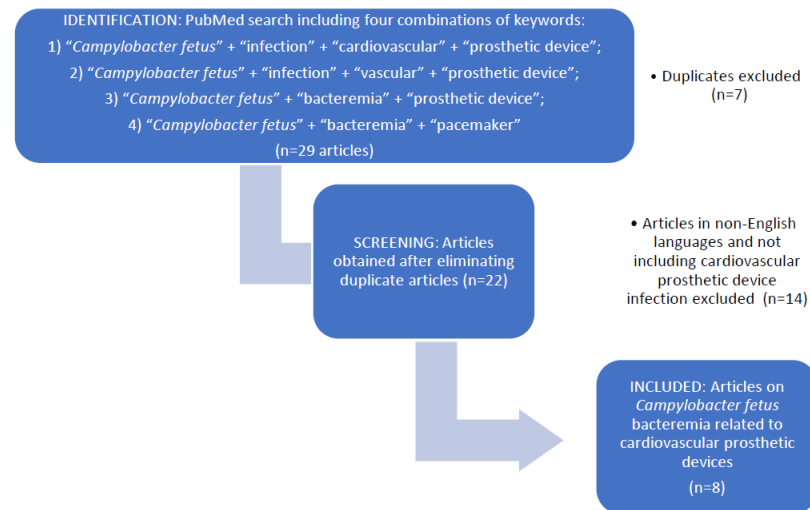 IDENTIFICATION: PubMed search including four combinations of keywords:
1) “Campylobacter fetus” + “infection” + “cardiovascular” + “prosthetic device”;
2) “Campylobacter fetus” + “infection” + “vascular” + “prosthetic device”;
3) “Campylobacter fetus” + “bacteremia” + “prosthetic device”;
4) “Campylobacter fetus” + “bacteremia” + “pacemaker”
(n=29 articles)
• Duplicates excluded
(n=7)
SCREENING: Articles
obtained after eliminating
duplicate articles (n=22)
• Articles in non-English
languages and not
including cardiovascular
prosthetic device
infection excluded (n=14)
INCLUDED: Articles on
Campylobacter fetus
bacteremia related to
cardiovascular prosthetic
devices
(n=8)